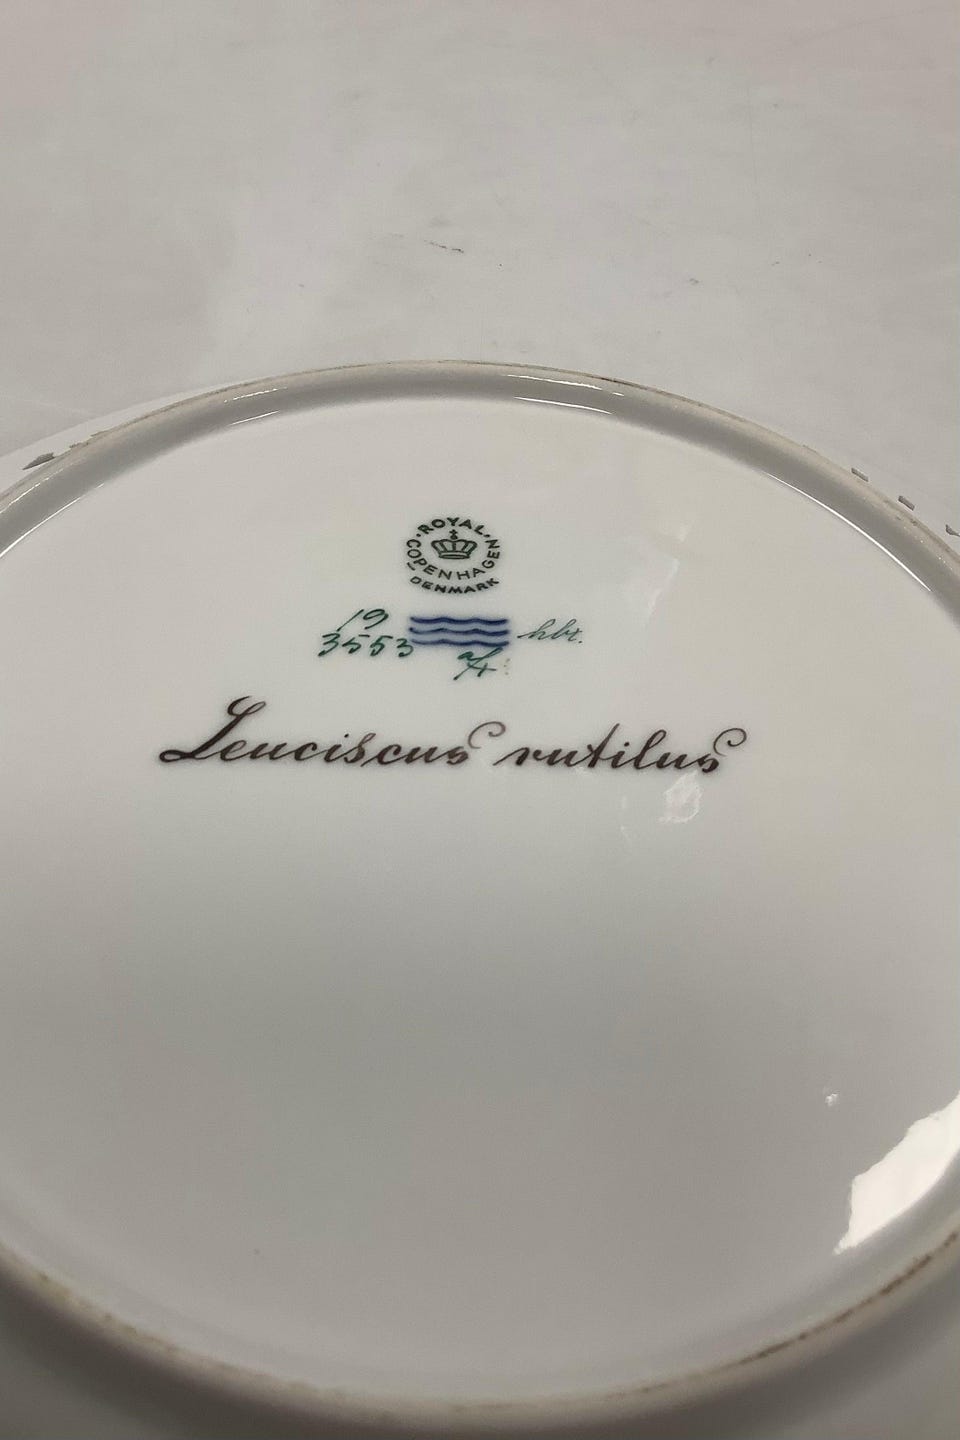 ROYAL
COPENHAGEN
DENMARK
19
3553 hbt.
Leuciscus rutilus